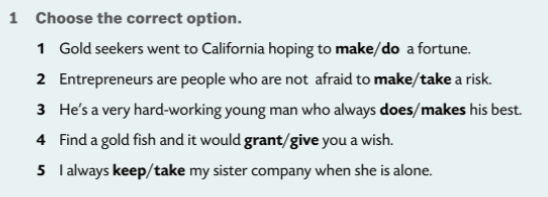 1 Choose the correct option.
1 Gold seekers went to California hoping to make/do a fortune.
2 Entrepreneurs are people who are not afraid to make/take a risk.
3 He's a very hard-working young man who always does/makes his best.
4 Find a gold fish and it would grant/give you a wish.
5 I always keep/take my sister company when she is alone.